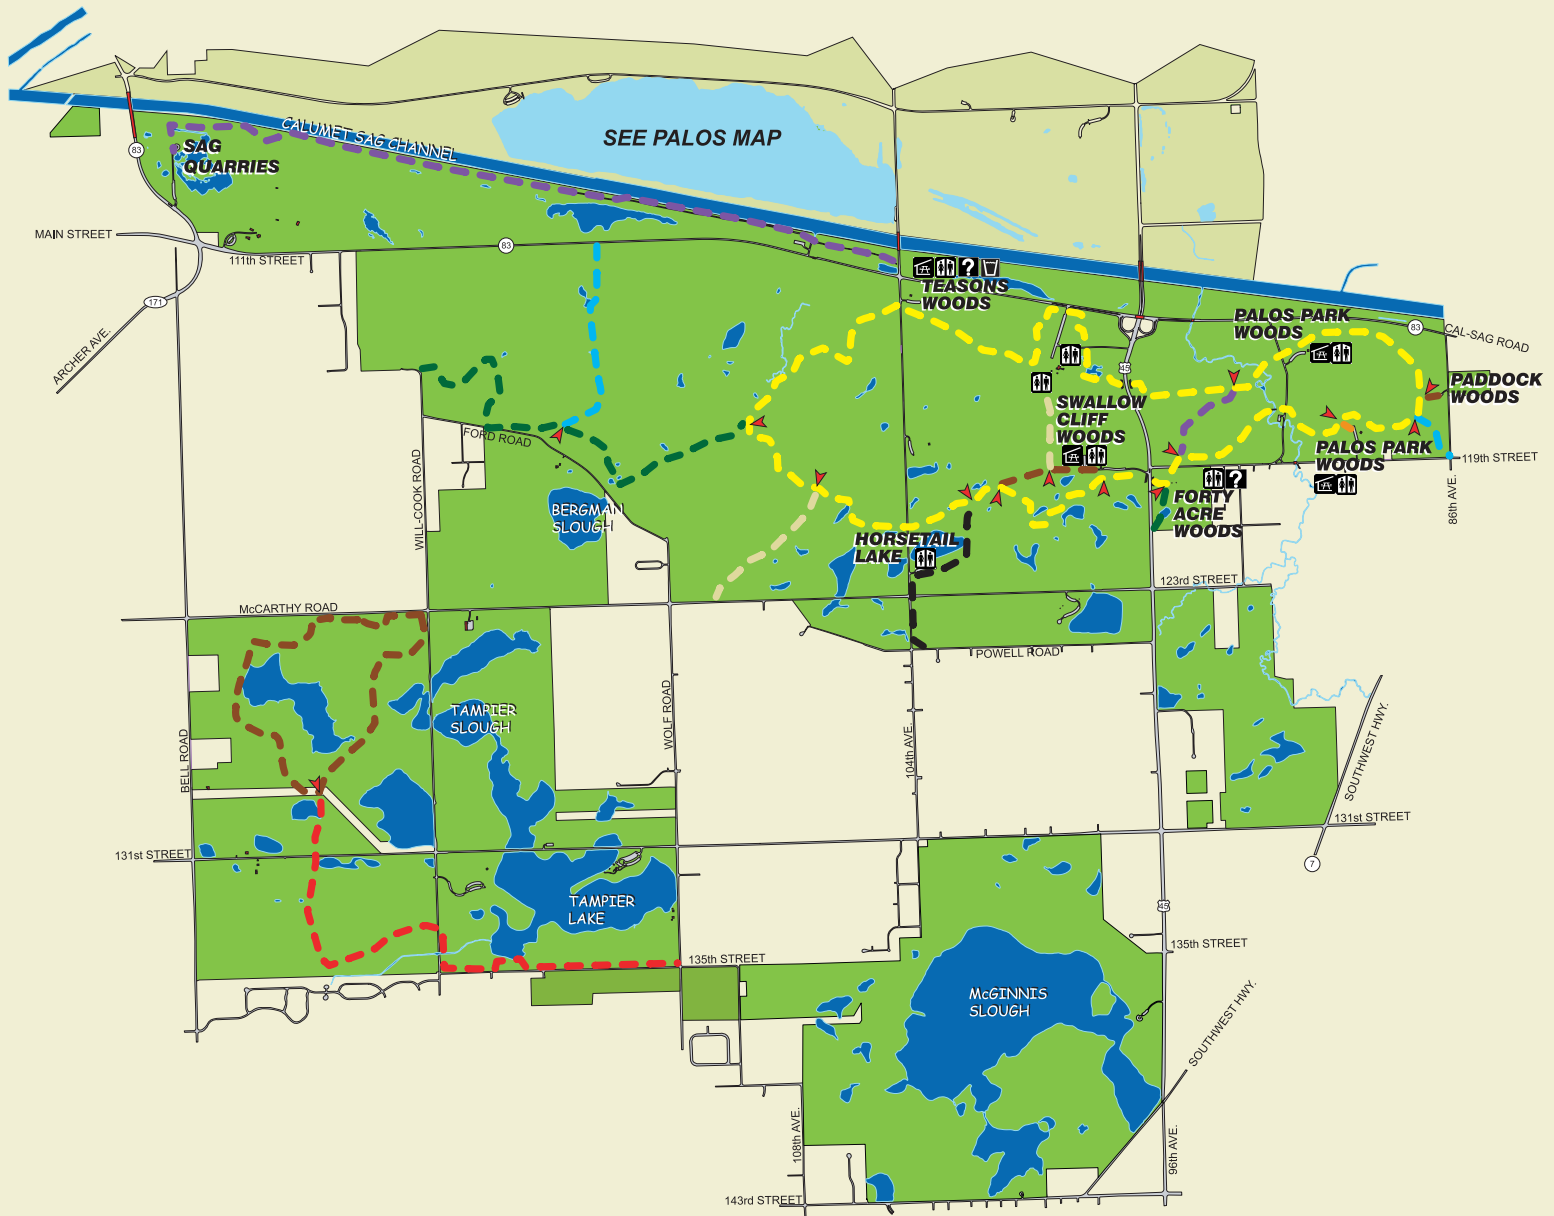 SEE PALOS MAP
CALUMET SAG CHANNEL
SAG
QUARRIES
83
MAIN STREET
111th STREET
83
171
ARCHER AVE.
?
TEASONS
WOODS
PALOS PARK
WOODS
83
CAL-SAG ROAD
45
PADDOCK
WOODS
SWALLOW
CLIFF
WOODS
PALOS PARK
WOODS
119th STREET
86th AVE.
FORD ROAD
WILL-COOK ROAD
BERGMAN
SLOUGH
?
FORTY
ACRE
WOODS
HORSETAIL
LAKE
123rd STREET
McCARTHY ROAD
POWELL ROAD
TAMPIER
SLOUGH
WOLF ROAD
BELL ROAD
104th AVE.
SOUTHWEST HWY.
131st STREET
131st STREET
7
TAMPIER
LAKE
45
135th STREET
135th STREET
McGINNIS
SLOUGH
SOUTHWEST HWY.
108th AVE.
96th AVE.
143rd STREET